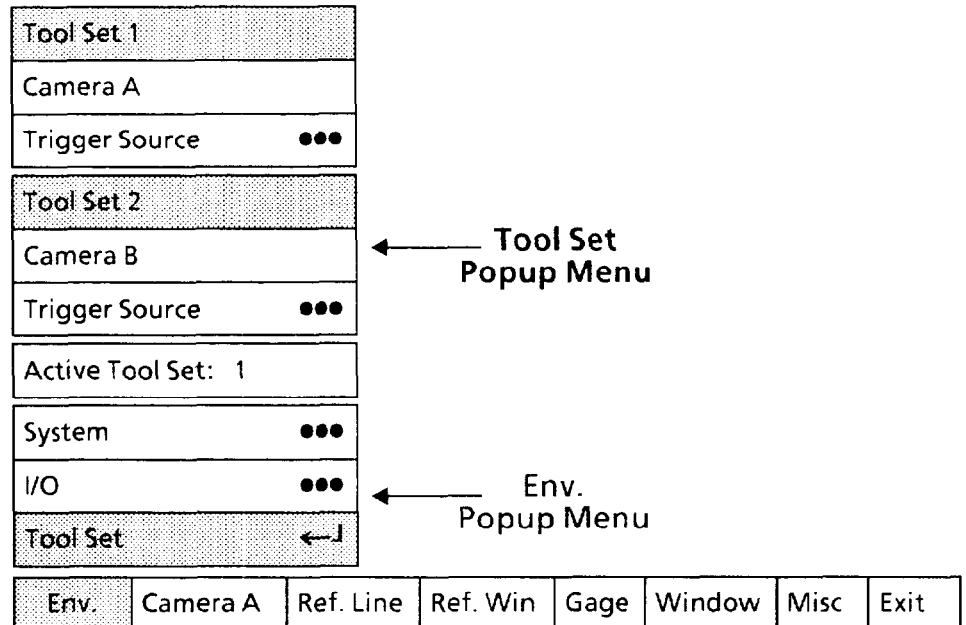 Tool Set 1
Camera A
Trigger Source •••
Tool Set 2
Camera B
Trigger Source •••
Active Tool Set: 1
System •••
I/O •••
Tool Set ←┘
Tool Set
Popup Menu
Env.
Popup Menu
Env. Camera A Ref. Line Ref. Win Gage Window Misc Exit